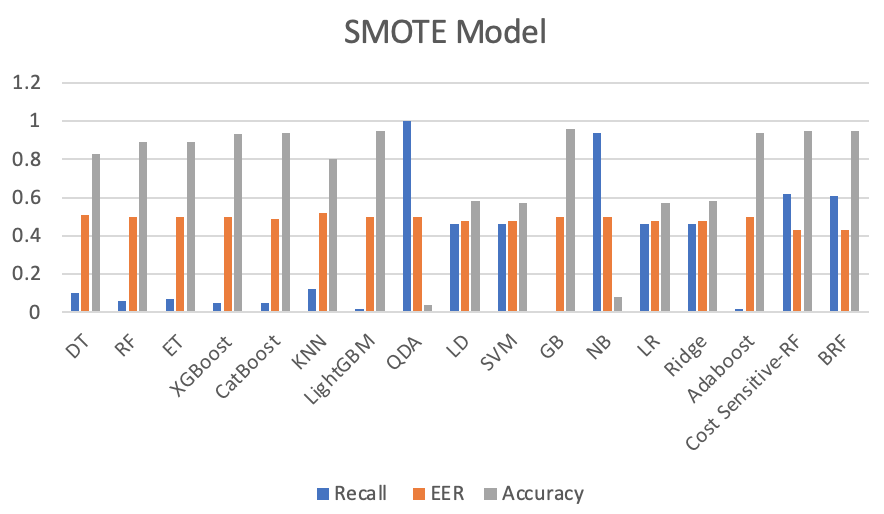 SMOTE Model
1.2
1
0.8
0.6
0.4
0.2
0
DT
RF
ET
XGBoost
CatBoost
KNN
LightGBM
QDA
LD
SVM
GB
NB
LR
Ridge
Adaboost
Cost Sensitive-RF
BRF
Recall EER Accuracy